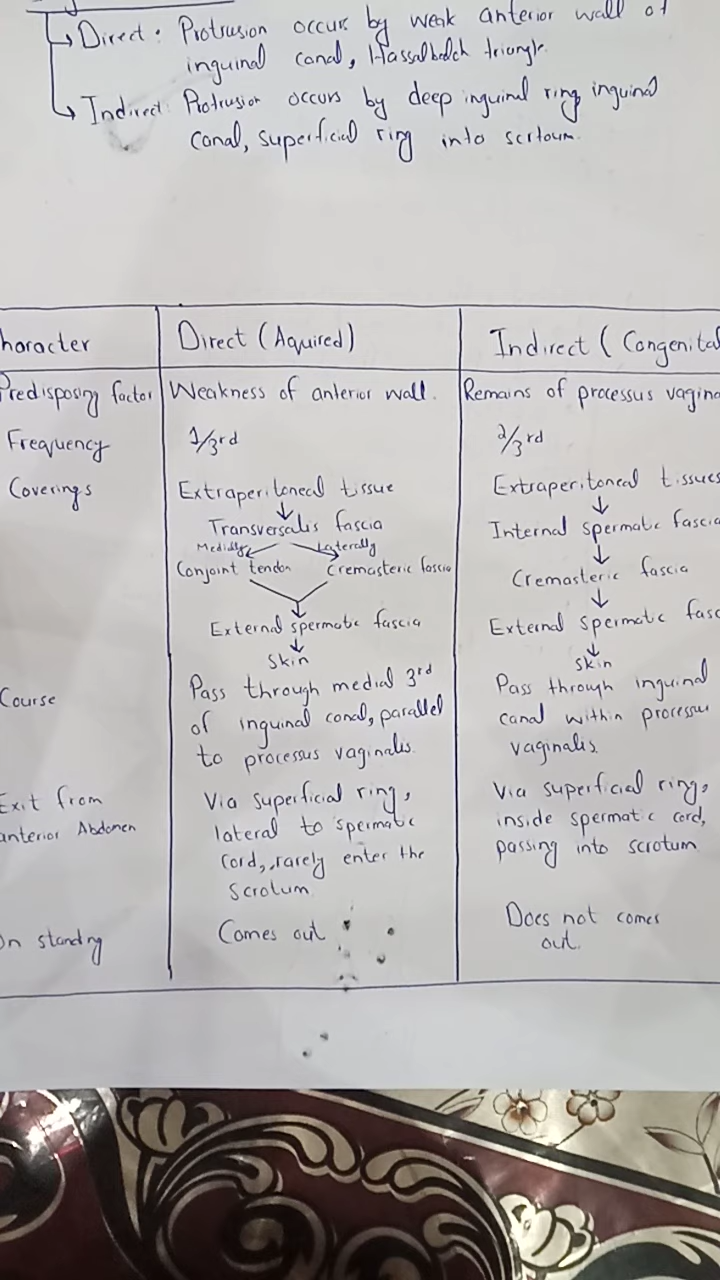 Direct: Protrusion occurs by weak anterior wall of
inguinal canal, Hassalbalch triangle.
Indirect: Protrusion occurs by deep inguinal ring, inguinal
canal, superficial ring into scrtoum.
haracter Direct (Aquired) Indirect (Congenital
Predisposing factor Weakness of anterior wall. Remains of processus vagina
Frequency 1/3rd 2/3rd
Coverings Extraperitoneal tissue Extraperitoneal tissues
Transversalis fascia Internal spermatic fascia
Medially Laterally
Conjoint tendon Cremasteric fascia Cremasteric fascia
External spermatic fascia External spermatic fasc
Skin Skin
Course Pass through medial 3rd Pass through inguinal
of inguinal canal, parallel canal within processus
to processus vaginalis. vaginalis.
Exit from Via superficial ring, Via superficial ring,
anterior Abdomen lateral to spermatic inside spermatic cord,
cord, rarely enter the passing into scrotum
Scrotum
On standing Comes out Does not comes
out.